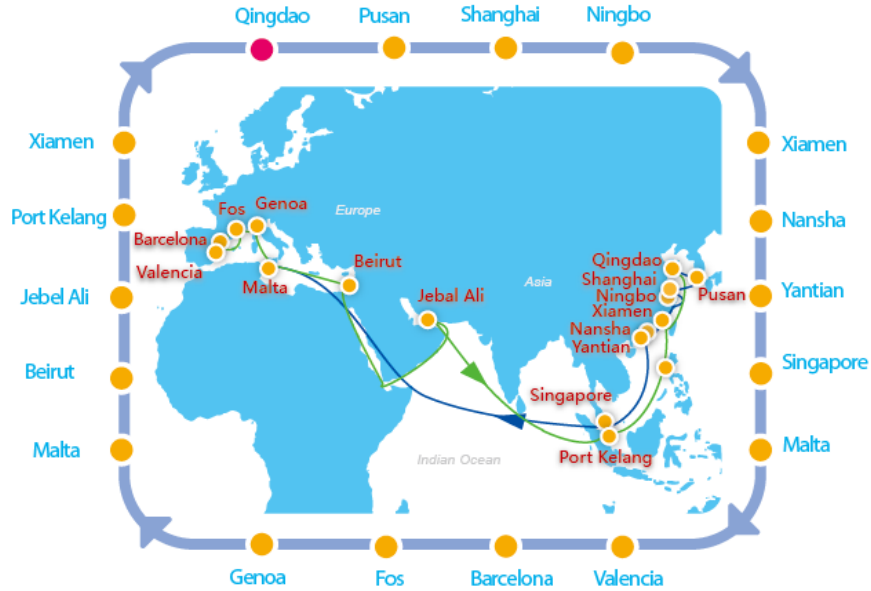 Qingdao
Pusan
Shanghai
Ningbo
Xiamen
Xiamen
Port Kelang
Nansha
Jebel Ali
Yantian
Beirut
Singapore
Malta
Malta
Genoa
Fos
Barcelona
Valencia
Europe
Asia
Indian Ocean
Fos
Genoa
Barcelona
Valencia
Malta
Beirut
Jebal Ali
Qingdao
Shanghai
Ningbo
Pusan
Xiamen
Nansha
Yantian
Singapore
Port Kelang